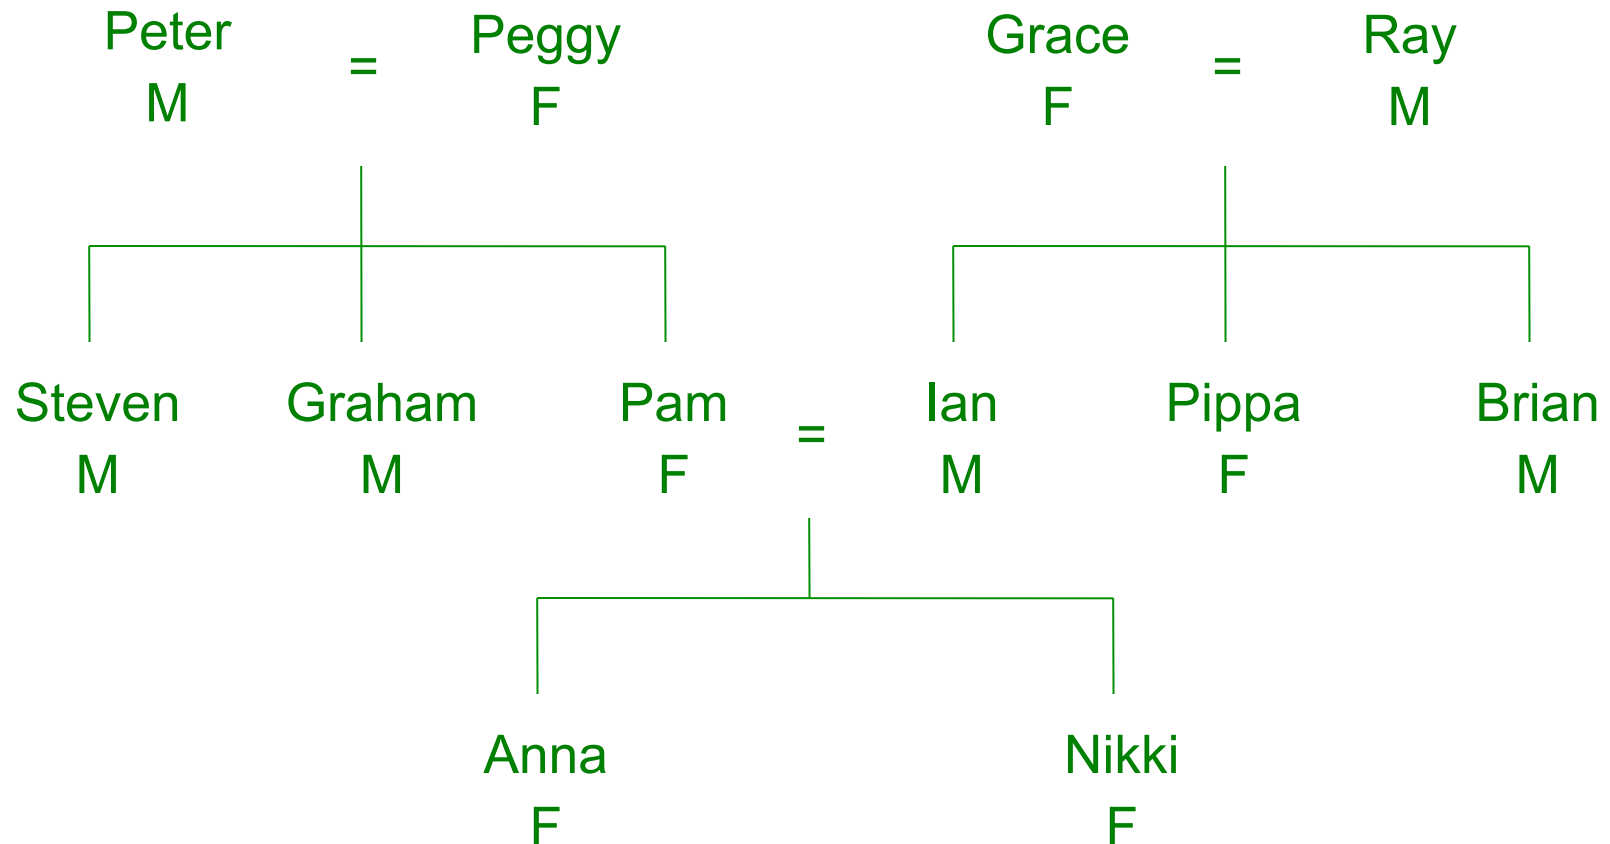 Peter = Peggy Grace = Ray
M F F M
Steven Graham Pam = Ian Pippa Brian
M M F M F M
Anna Nikki
F F